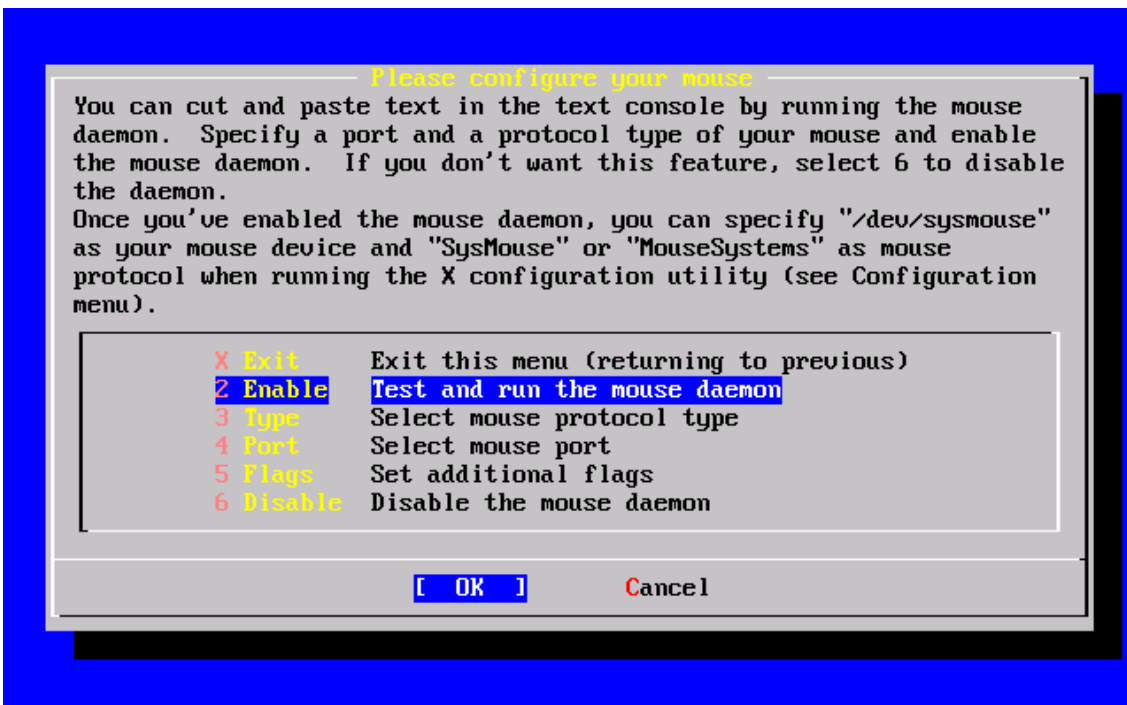 Please configure your mouse
You can cut and paste text in the text console by running the mouse
daemon.  Specify a port and a protocol type of your mouse and enable
the mouse daemon.  If you don't want this feature, select 6 to disable
the daemon.
Once you've enabled the mouse daemon, you can specify "/dev/sysmouse"
as your mouse device and "SysMouse" or "MouseSystems" as mouse
protocol when running the X configuration utility (see Configuration
menu).
X Exit Exit this menu (returning to previous)
2 Enable Test and run the mouse daemon
3 Type Select mouse protocol type
4 Port Select mouse port
5 Flags Set additional flags
6 Disable Disable the mouse daemon
[ OK ] Cancel